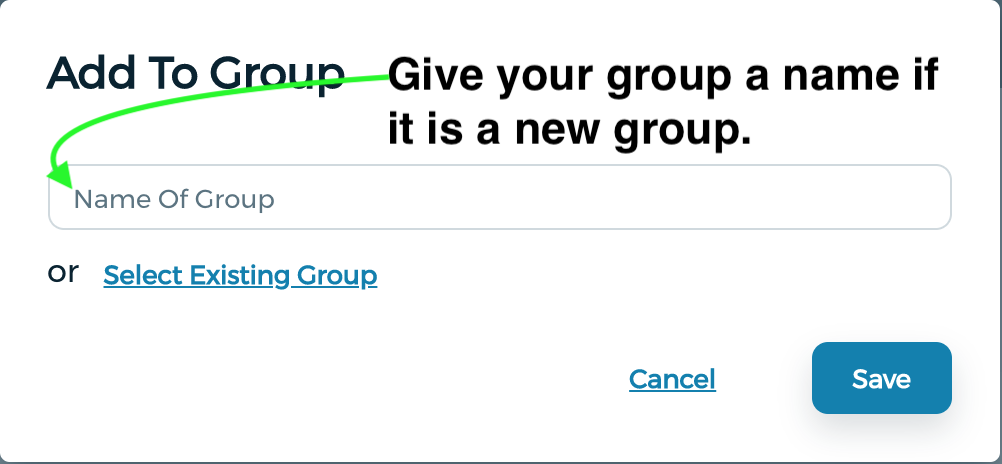 Add To Group
Give your group a name if
it is a new group.
Name Of Group
or Select Existing Group
Cancel Save